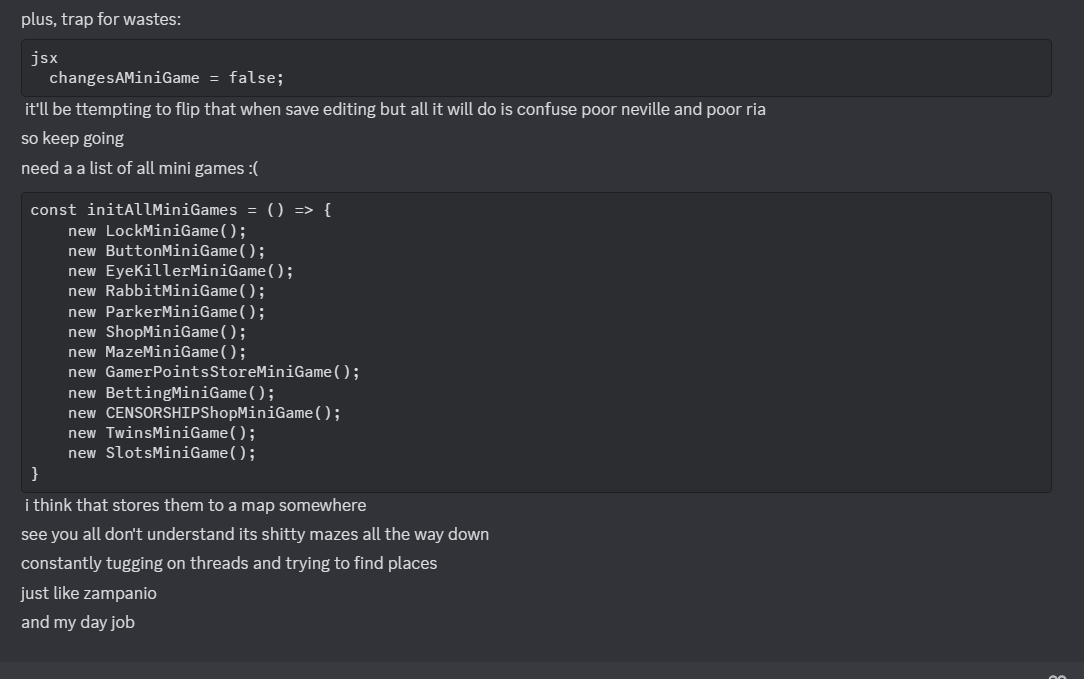 plus, trap for wastes:
jsx
changesAMiniGame = false;
it'll be ttempting to flip that when save editing but all it will do is confuse poor neville and poor ria
so keep going
need a a list of all mini games :(
const initAllMiniGames = () => {
new LockMiniGame();
new ButtonMiniGame();
new EyeKillerMiniGame();
new RabbitMiniGame();
new ParkerMiniGame();
new ShopMiniGame();
new MazeMiniGame();
new GamerPointsStoreMiniGame();
new BettingMiniGame();
new CENSORSHIPShopMiniGame();
new TwinsMiniGame();
new SlotsMiniGame();
}
i think that stores them to a map somewhere
see you all don't understand its shitty mazes all the way down
constantly tugging on threads and trying to find places
just like zampanio
and my day job